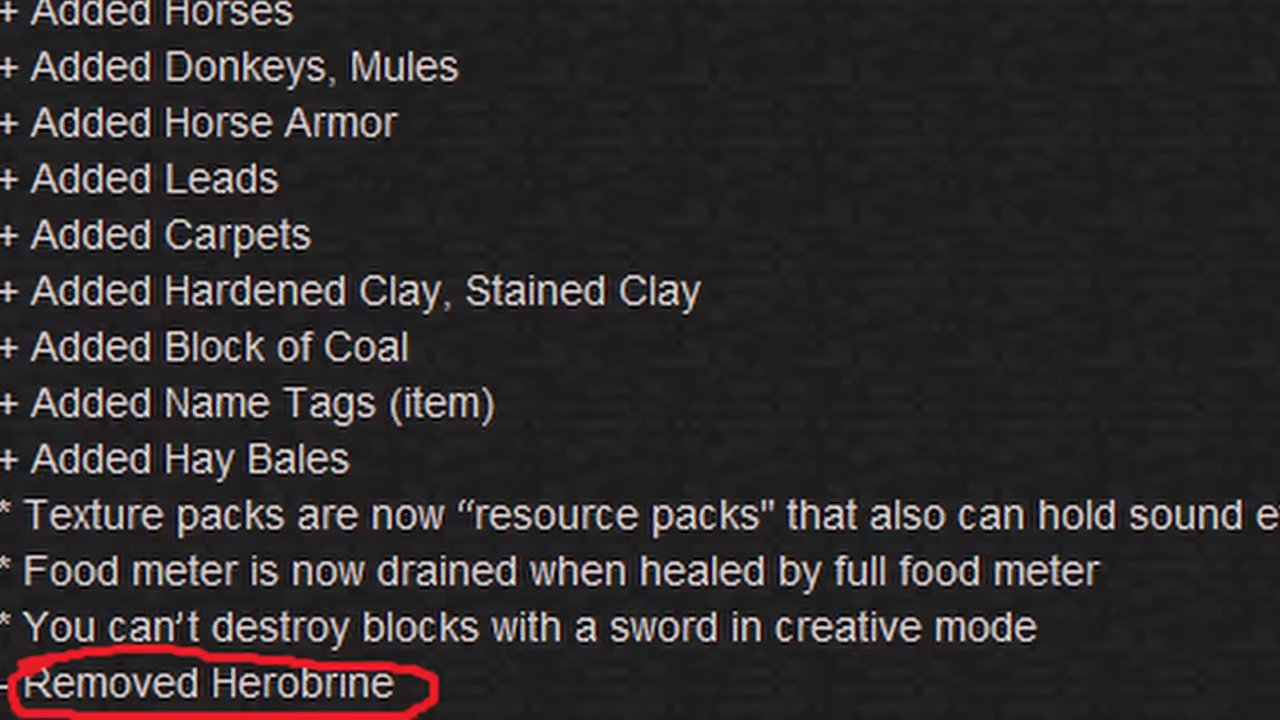 + Added Horses
+ Added Donkeys, Mules
+ Added Horse Armor
+ Added Leads
+ Added Carpets
+ Added Hardened Clay, Stained Clay
+ Added Block of Coal
+ Added Name Tags (item)
+ Added Hay Bales
* Texture packs are now “resource packs" that also can hold sound e
* Food meter is now drained when healed by full food meter
* You can't destroy blocks with a sword in creative mode
- Removed Herobrine